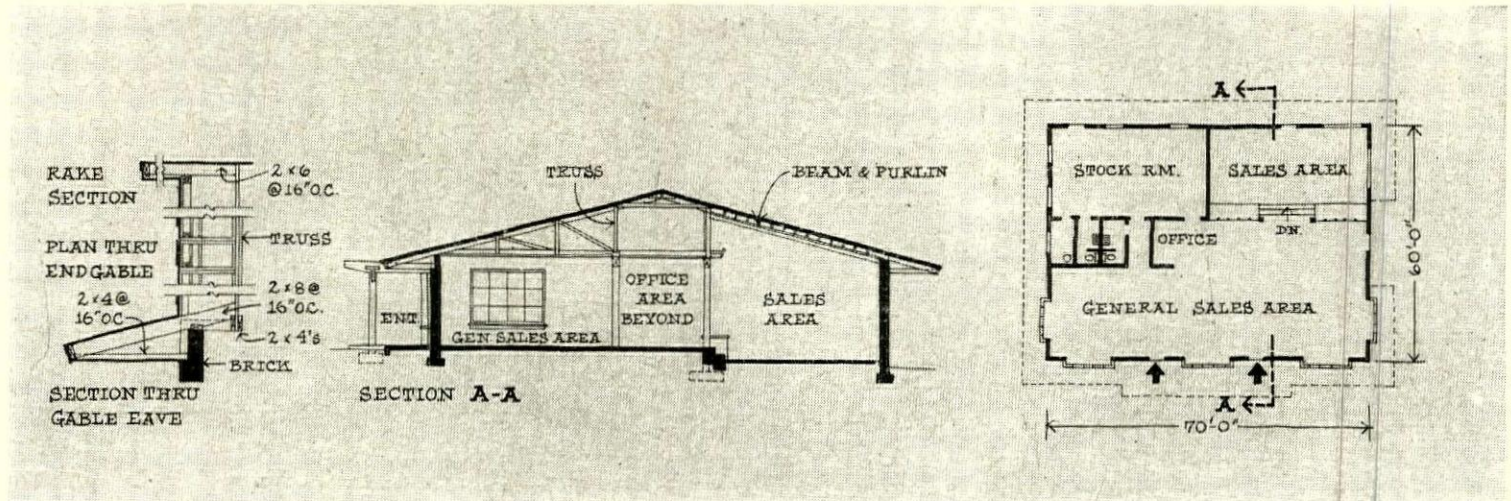 RAKE
SECTION
2 x 6
@ 16" O.C.
PLAN THRU
ENDGABLE
TRUSS
2 x 4 @
16" O.C
2 x 8 @
16" O.C.
2 x 4's
BRICK
SECTION THRU
GABLE EAVE
TRUSS
BEAM & PURLIN
ENT.
GEN SALES AREA
OFFICE
AREA
BEYOND
SALES
AREA
SECTION A-A
A
STOCK RM.
SALES AREA
DN.
OFFICE
GENERAL SALES AREA
60'-0"
A
70'-0"